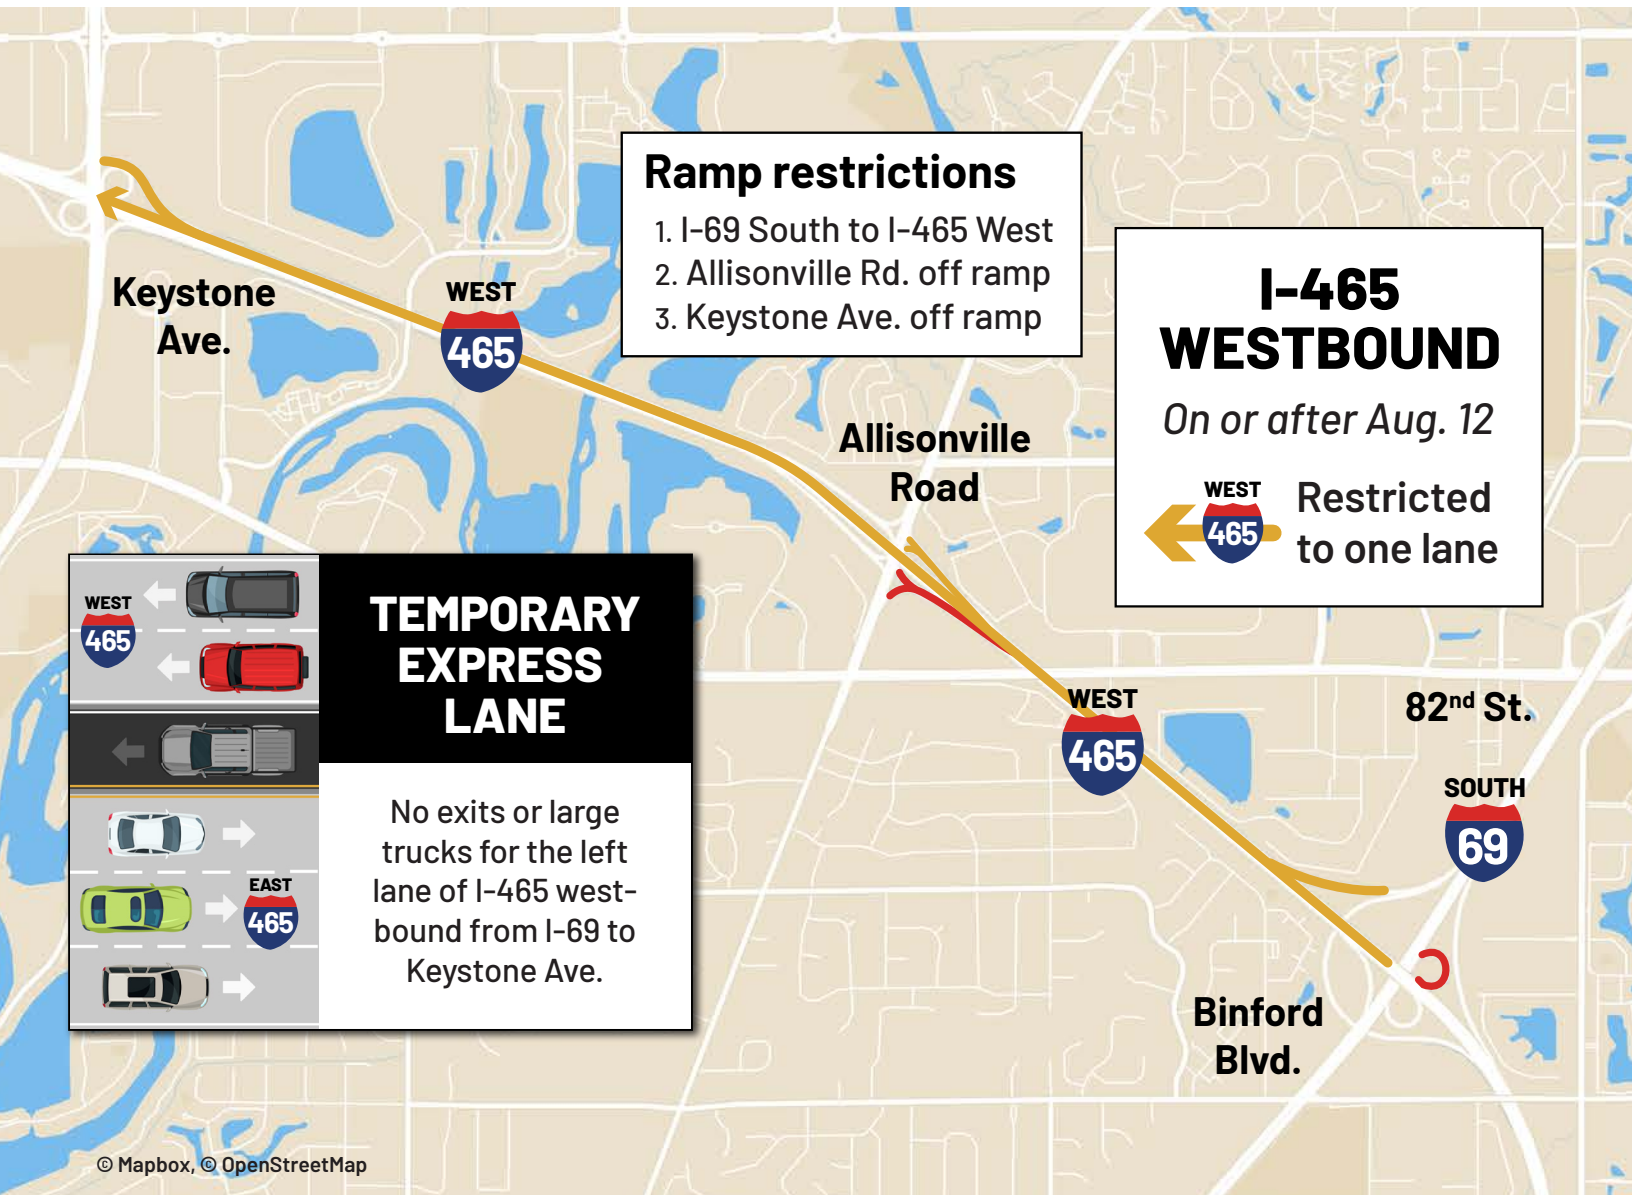 Ramp restrictions
1. I-69 South to I-465 West
2. Allisonville Rd. off ramp
3. Keystone Ave. off ramp
I-465
WESTBOUND
On or after Aug. 12
WEST
465
Restricted
to one lane
Keystone
Ave.
WEST
465
Allisonville
Road
WEST
465
82nd St.
SOUTH
69
Binford
Blvd.
WEST
465
EAST
465
TEMPORARY
EXPRESS
LANE
No exits or large
trucks for the left
lane of I-465 west-
bound from I-69 to
Keystone Ave.
© Mapbox, © OpenStreetMap